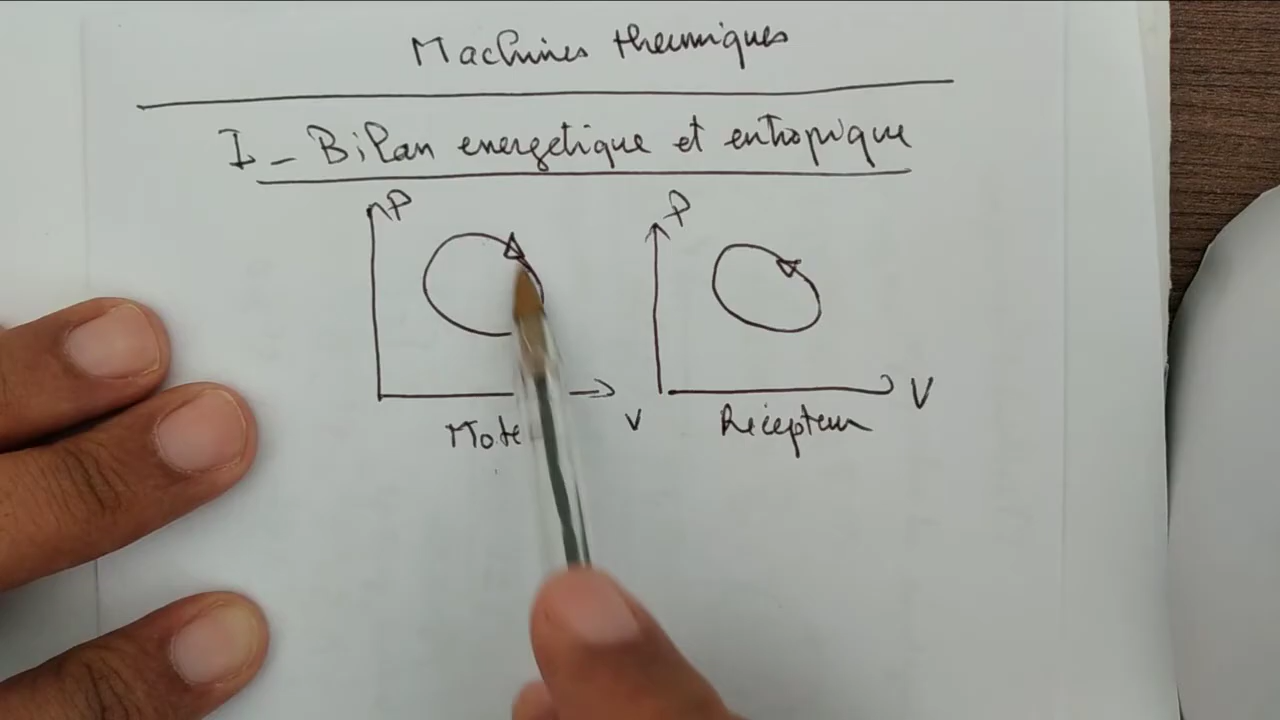 Machines thermiques
I - Bilan energetique et entropique
P P
V
V
Mote Récepteur